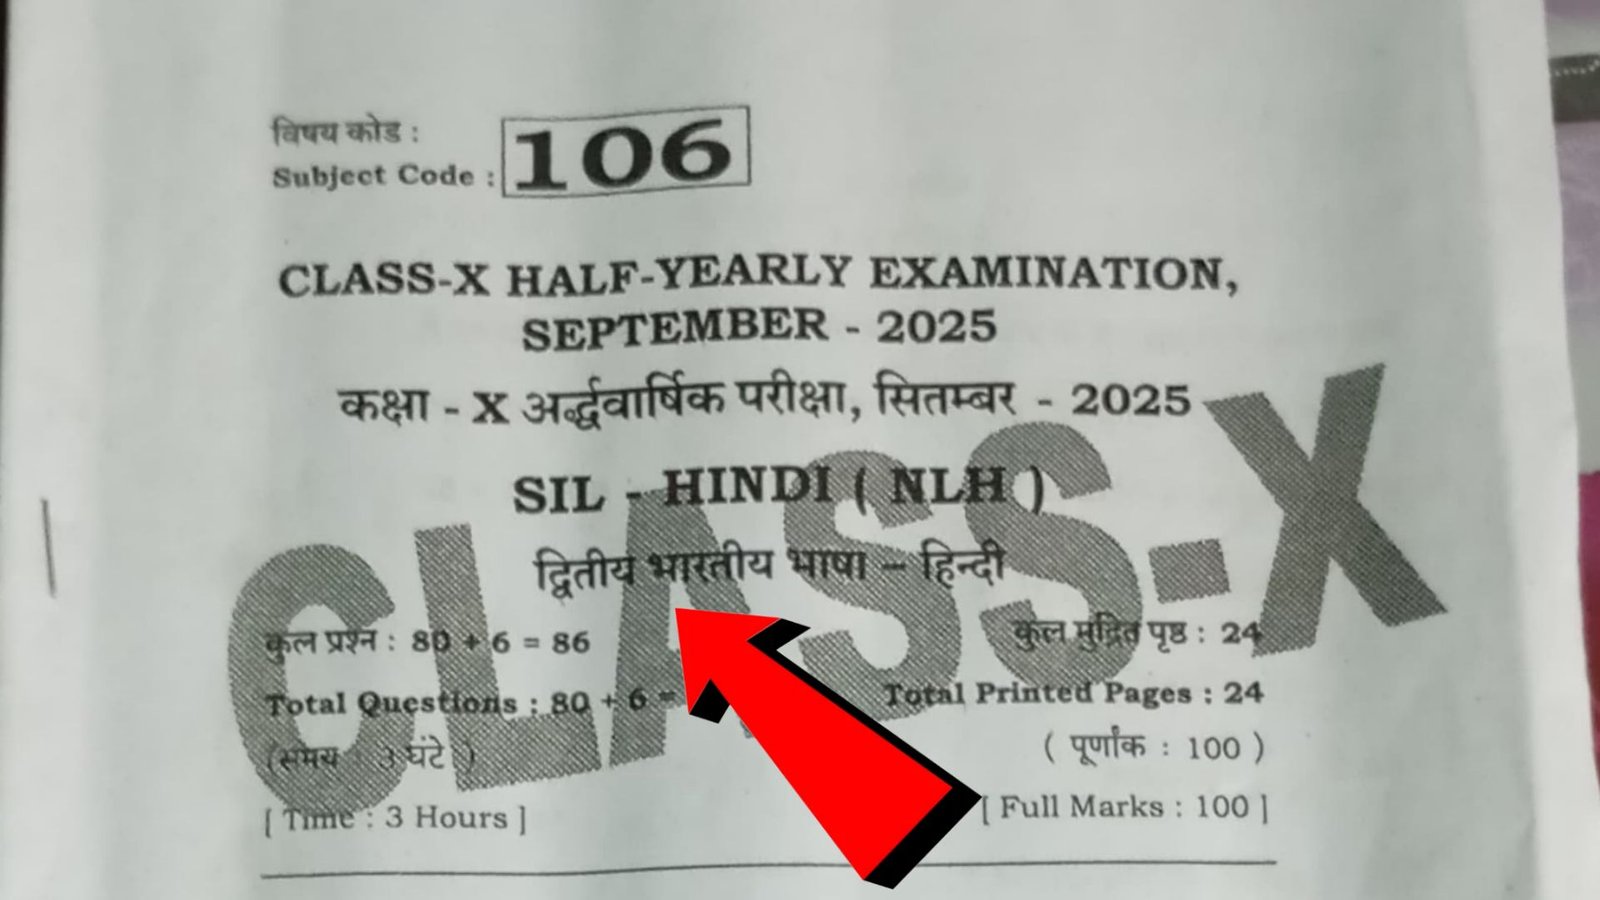 विषय कोड :
Subject Code : 106
CLASS-X HALF-YEARLY EXAMINATION,
SEPTEMBER - 2025
कक्षा - X अर्द्धवार्षिक परीक्षा, सितम्बर - 2025
SIL - HINDI ( NLH )
द्वितीय भारतीय भाषा – हिन्दी
CLASS-X
कुल प्रश्न : 80 + 6 = 86
कुल मुद्रित पृष्ठ : 24
Total Questions : 80 + 6 =
Total Printed Pages : 24
(समय : 3 घंटे )
( पूर्णांक : 100 )
[ Time : 3 Hours ]
[ Full Marks : 100 ]